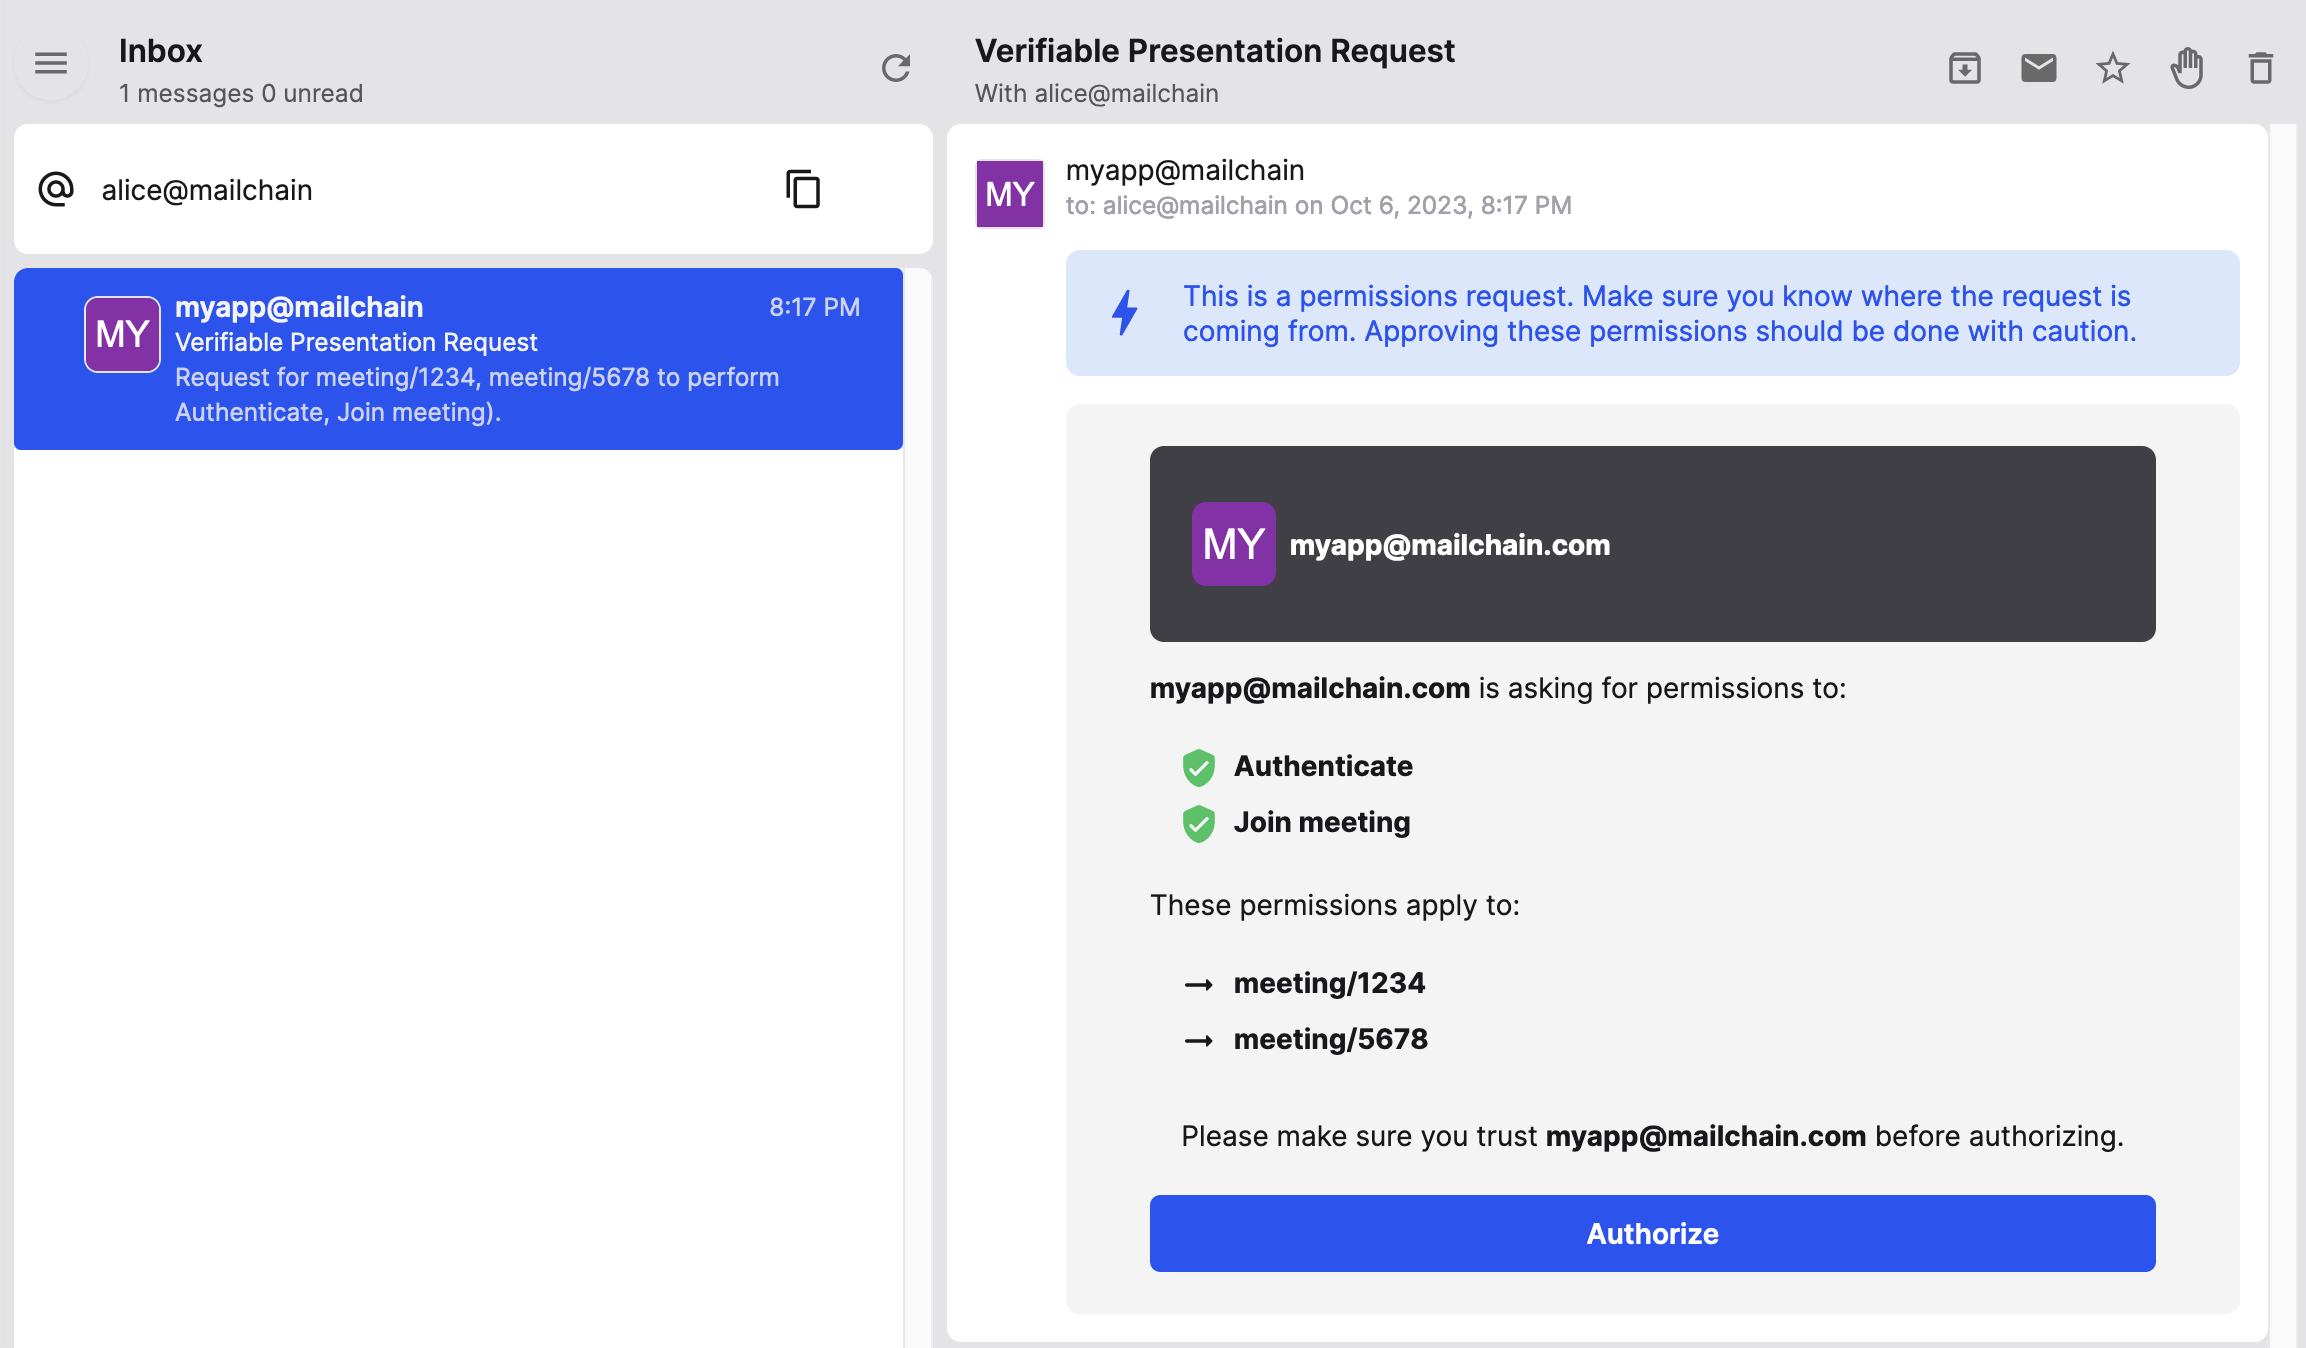 Inbox
1 messages 0 unread
alice@mailchain
MY
myapp@mailchain
8:17 PM
Verifiable Presentation Request
Request for meeting/1234, meeting/5678 to perform
Authenticate, Join meeting).
Verifiable Presentation Request
With alice@mailchain
MY
myapp@mailchain
to: alice@mailchain on Oct 6, 2023, 8:17 PM
This is a permissions request. Make sure you know where the request is
coming from. Approving these permissions should be done with caution.
MY
myapp@mailchain.com
myapp@mailchain.com is asking for permissions to:
Authenticate
Join meeting
These permissions apply to:
→ meeting/1234
→ meeting/5678
Please make sure you trust myapp@mailchain.com before authorizing.
Authorize